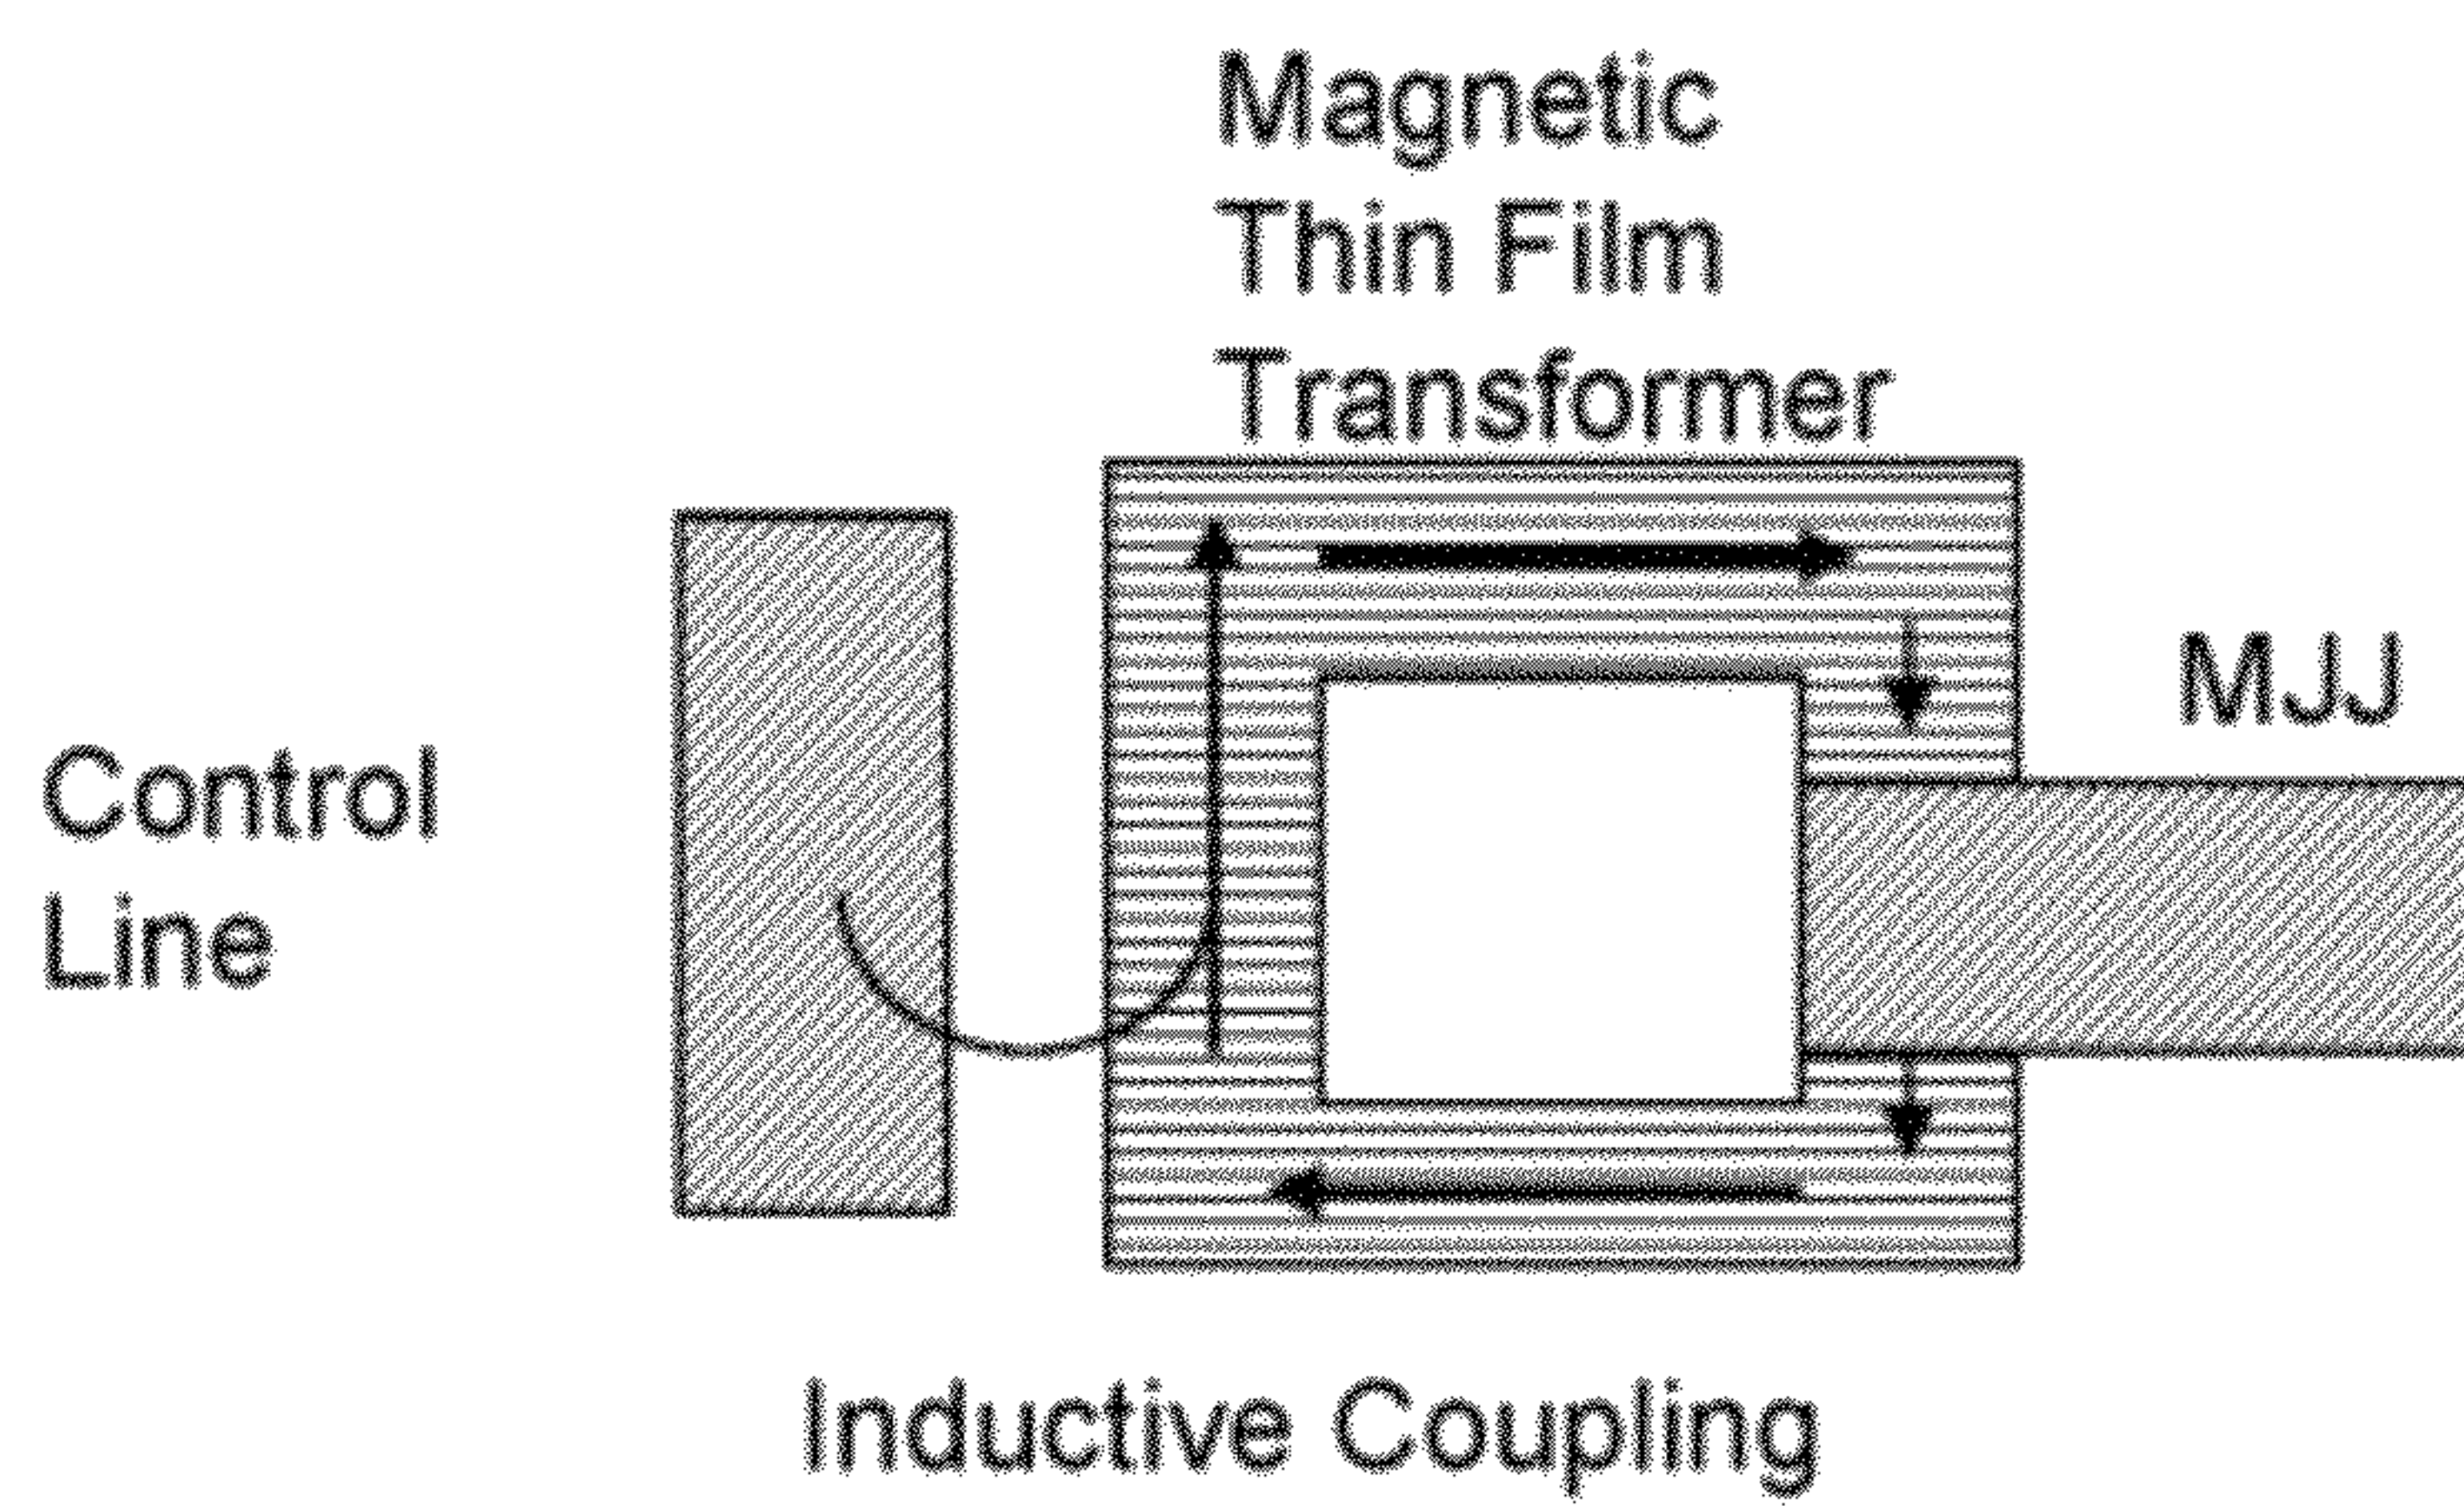 Magnetic
Thin Film
Transformer
MJJ
Control
Line
Inductive Coupling